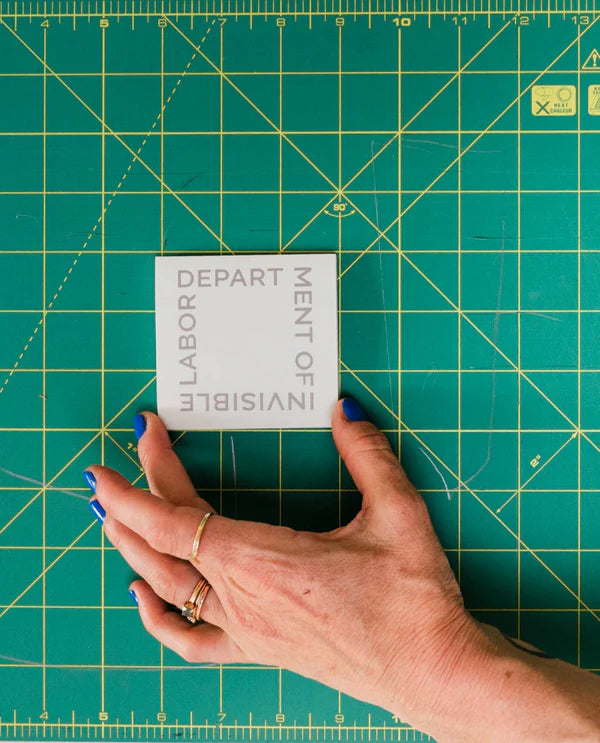 4 5 6 7 8 9 10 11 12 13
HEAT
CHALEUR
90°
DEPART
MENT OF
INVISIBLE
LABOR
1"
2"
4 5 6 7 8 9 10